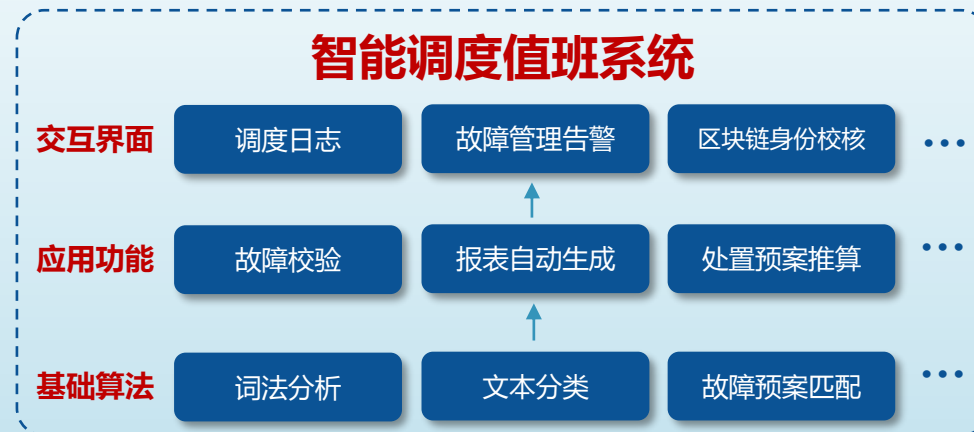 智能调度值班系统
交互界面 调度日志 故障管理告警 区块链身份校核 •••
应用功能 故障校验 报表自动生成 处置预案推算 •••
基础算法 词法分析 文本分类 故障预案匹配 •••